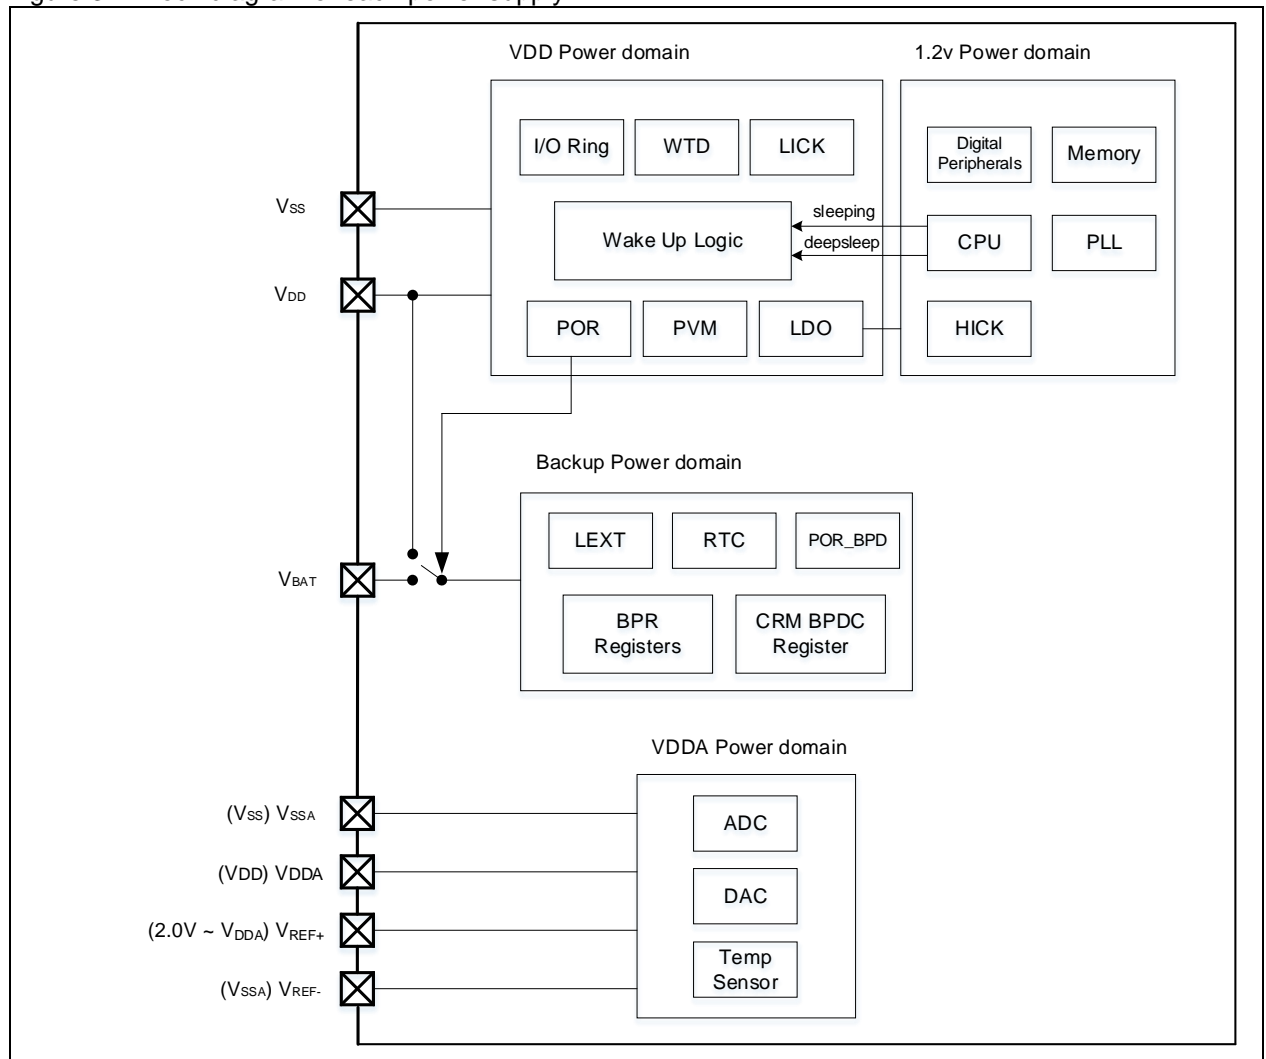 VDD Power domain
1.2v Power domain
I/O Ring
WTD
LICK
Digital
Peripherals
Memory
VSS
sleeping
Wake Up Logic
deepsleep
CPU
PLL
VDD
POR
PVM
LDO
HICK
Backup Power domain
LEXT
RTC
POR_BPD
VBAT
BPR
Registers
CRM BPDC
Register
VDDA Power domain
(VSS) VSSA
ADC
(VDD) VDDA
DAC
(2.0V ~ VDDA) VREF+
Temp
Sensor
(VSSA) VREF-